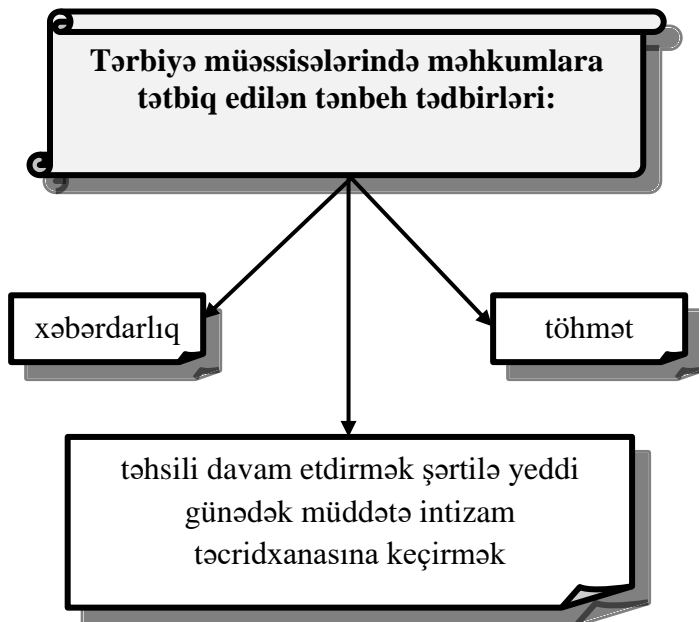 Tərbiyə müəssisələrində məhkumlara
tətbiq edilən tənbeh tədbirləri:
xəbərdarlıq
töhmət
təhsili davam etdirmək şərtilə yeddi
günədək müddətə intizam
təcridxanasına keçirmək